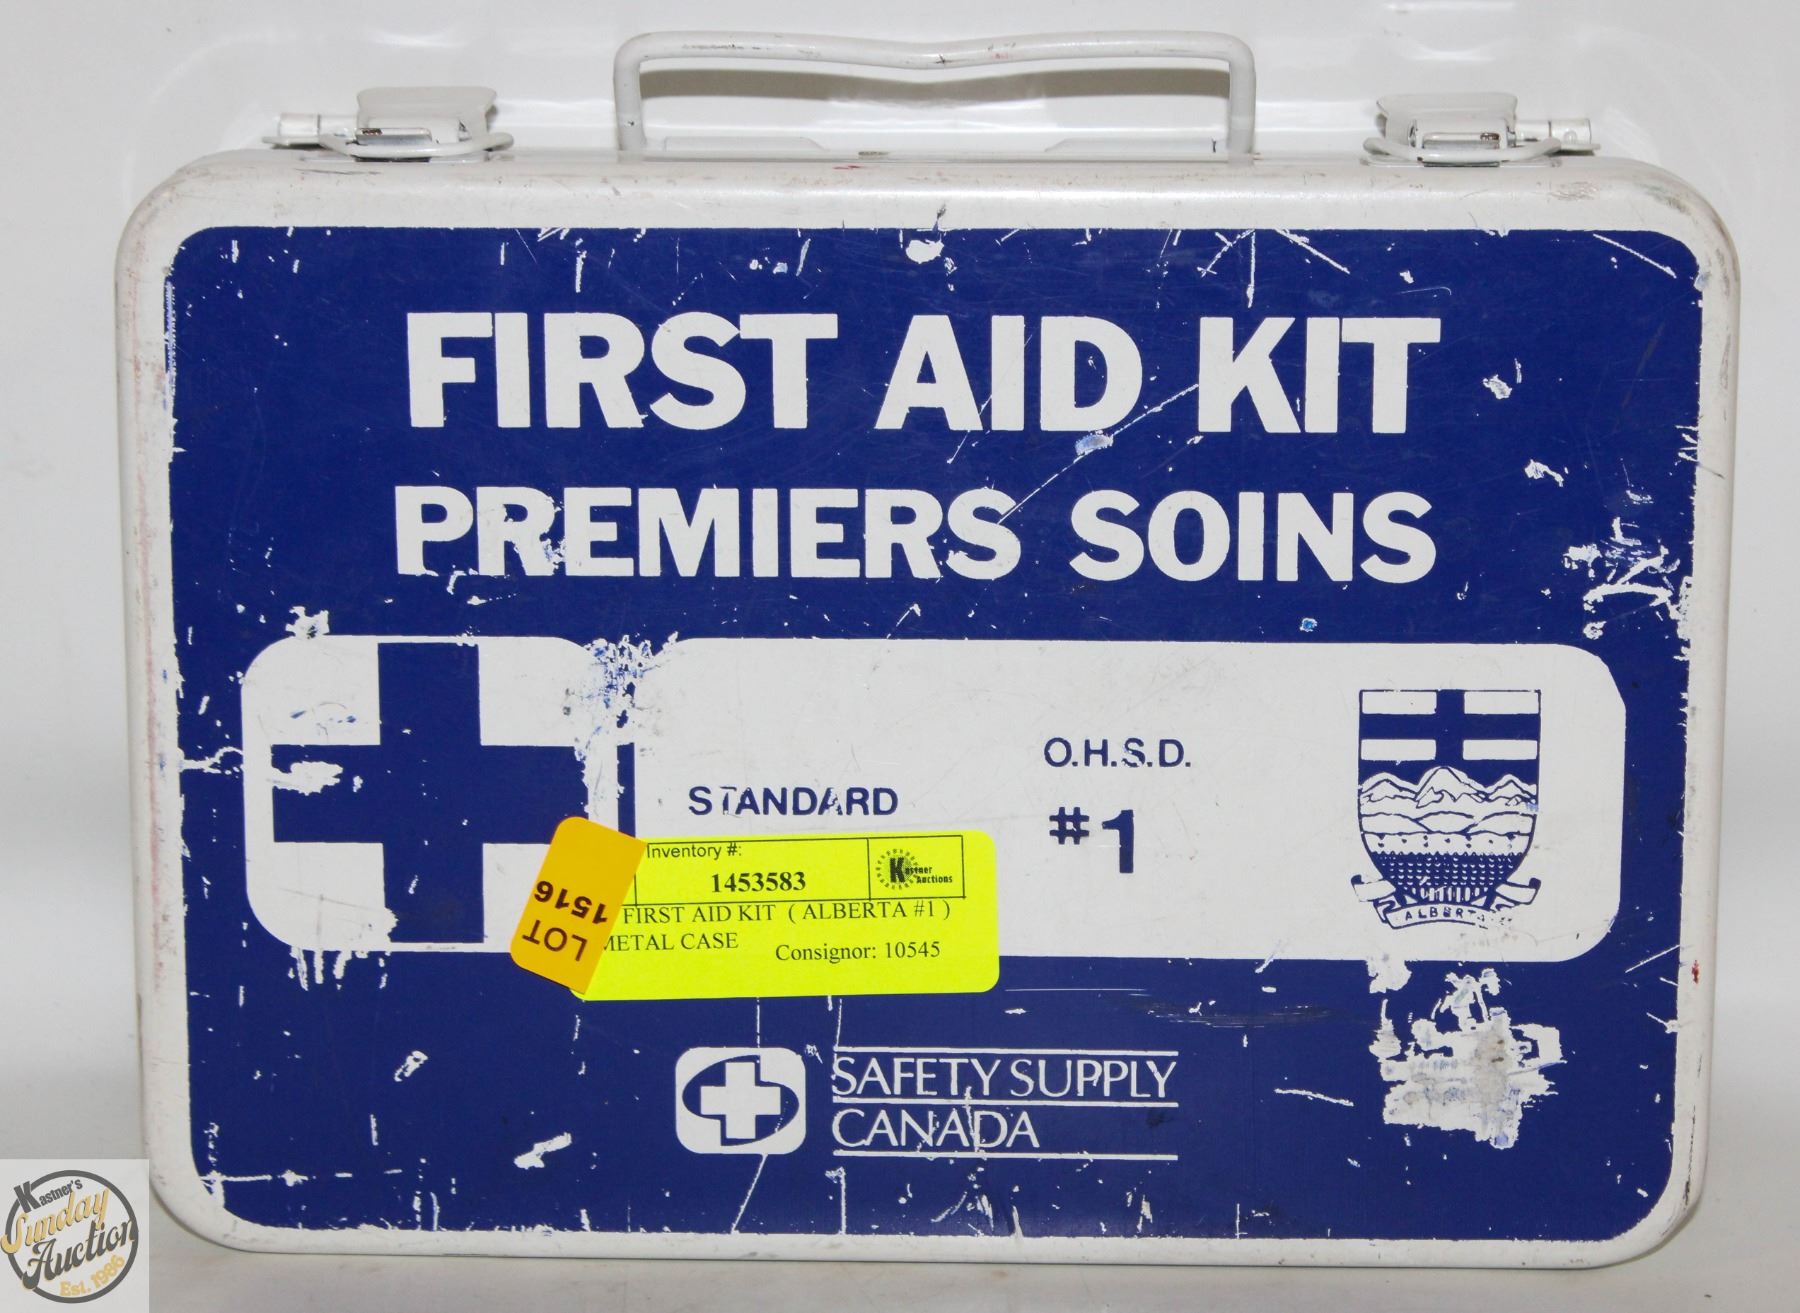 FIRST AID KIT
PREMIERS SOINS
STANDARD
O.H.S.D.
#1
ALBERTA
LOT
1516
Inventory #:
1453583
Kastner
Auctions
FIRST AID KIT ( ALBERTA #1 )
METAL CASE
Consignor: 10545
SAFETY SUPPLY
CANADA
Kastner's
Sunday
Auction
Est. 1986